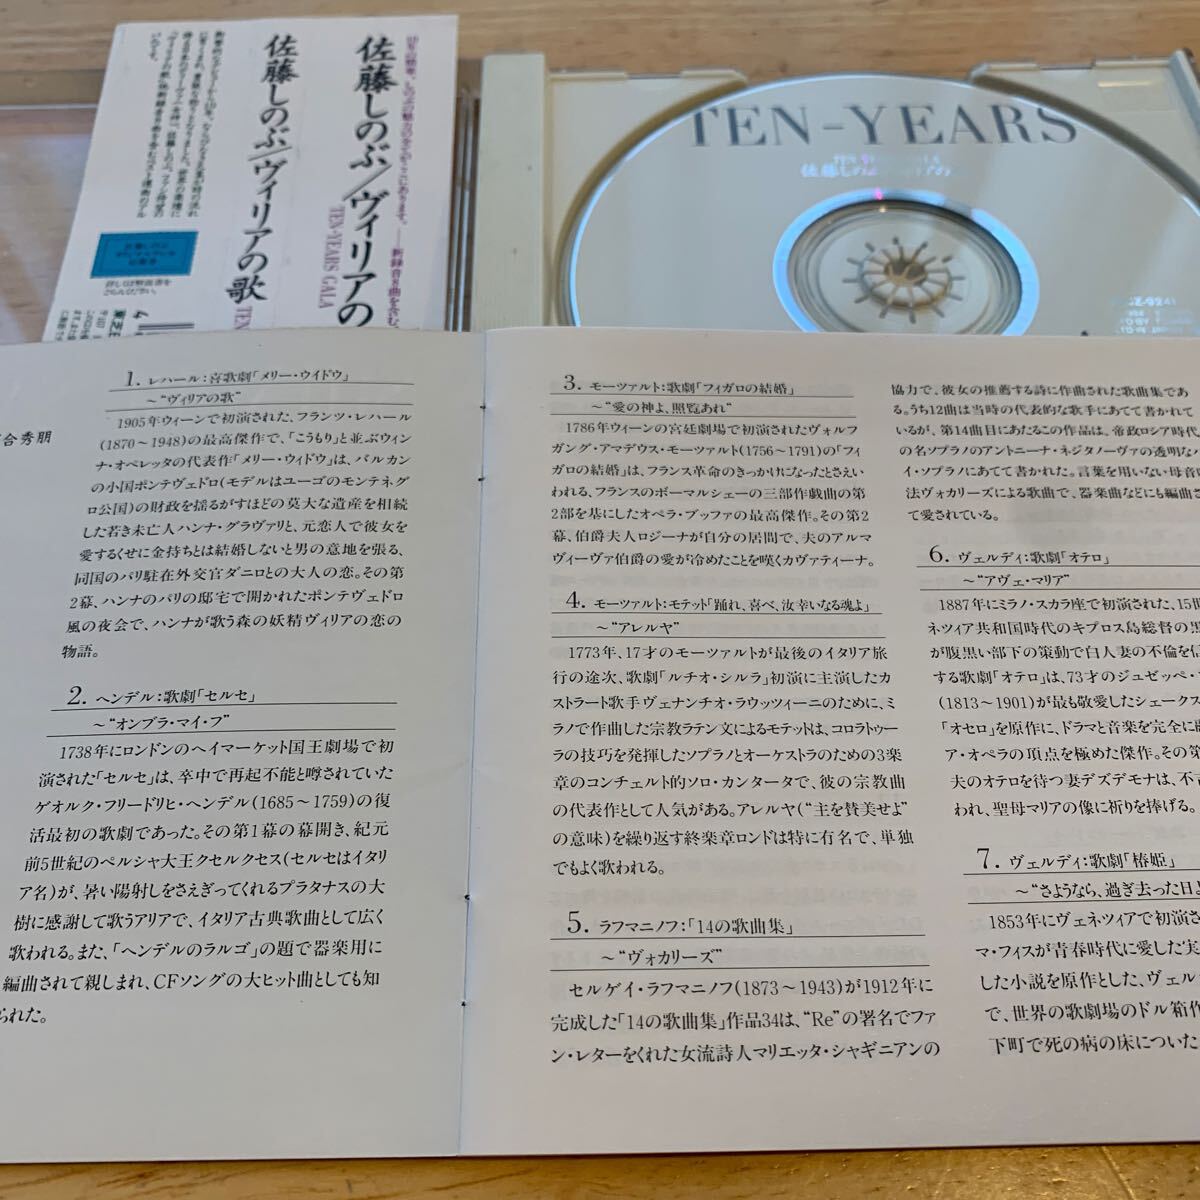 佐藤しのぶ／ヴィリアの
TEN-YEARS GALA
佐藤しのぶ／ヴィリアの歌
TEN-YEARS
合秀朋
1. レハール：喜歌劇「メリー・ウイドウ」
～“ヴィリアの歌”
1905年ウィーンで初演された、フランツ・レハール
(1870～1948)の最高傑作で、「こうもり」と並ぶウィン
ナ・オペレッタの代表作「メリー・ウィドウ」は、バルカン
の小国ポンテヴェドロ(モデルはユーゴのモンテネグ
ロ公国)の財政を揺るがすほどの莫大な遺産を相続
した若き未亡人ハンナ・グラヴァリと、元恋人で彼女を
愛するくせに金持ちとは結婚しないと男の意地を張る、
同国のパリ駐在外交官ダニロとの大人の恋。その第
2幕、ハンナのパリの邸宅で開かれたポンテヴェドロ
風の夜会で、ハンナが歌う森の妖精ヴィリアの恋の
物語。
2. ヘンデル：歌劇「セルセ」
～“オンブラ・マイ・フ”
1738年にロンドンのヘイマーケット国王劇場で初
演された「セルセ」は、卒中で再起不能と噂されていた
ゲオルク・フリードリヒ・ヘンデル(1685～1759)の復
活最初の歌劇であった。その第1幕の幕開き、紀元
前5世紀のペルシャ大王クセルクセス(セルセはイタリ
ア名)が、暑い陽射しをさえぎってくれるプラタナスの大
樹に感謝して歌うアリアで、イタリア古典歌曲として広く
歌われる。また、「ヘンデルのラルゴ」の題で器楽用に
編曲されて親しまれ、CFソングの大ヒット曲としても知
られた。
3. モーツァルト：歌劇「フィガロの結婚」
～“愛の神よ、照覧あれ”
1786年ウィーンの宮廷劇場で初演されたヴォルフ
ガング・アマデウス・モーツァルト(1756～1791)の「フィ
ガロの結婚」は、フランス革命のきっかけになったとさえい
われる、フランスのボーマルシェーの三部作戯曲の第
2部を基にしたオペラ・ブッファの最高傑作。その第2
幕、伯爵夫人ロジーナが自分の居間で、夫のアルマ
ヴィーヴァ伯爵の愛が冷めたことを嘆くカヴァティーナ。
4. モーツァルト：モテット「踊れ、喜べ、汝幸いなる魂よ」
～“アレルヤ”
1773年、17才のモーツァルトが最後のイタリア旅
行の途次、歌劇「ルチオ・シルラ」初演に主演したカ
ストラート歌手ヴェナンチオ・ラウッツィーニのために、ミ
ラノで作曲した宗教ラテン文によるモテットは、コロラトゥー
ラの技巧を発揮したソプラノとオーケストラのための3楽
章のコンチェルト的ソロ・カンタータで、彼の宗教曲
の代表作として人気がある。アレルヤ(“主を賛美せよ”
の意味)を繰り返す終楽章ロンドは特に有名で、単独
でもよく歌われる。
5. ラフマニノフ：「14の歌曲集」
～“ヴォカリーズ”
セルゲイ・ラフマニノフ(1873～1943)が1912年に
完成した「14の歌曲集」作品34は、“Re”の署名でファ
ン・レターをくれた女流詩人マリエッタ・シャギニアンの
協力で、彼女の推薦する詩に作曲された歌曲集であ
る。うち12曲は当時の代表的な歌手にあてて書かれて
いるが、第14曲目にあたるこの作品は、帝政ロシア時代
の名ソプラノのアントニーナ・ネジタノーヴァの透明なハ
イ・ソプラノにあてて書かれた。言葉を用いない母音
法ヴォカリーズによる歌曲で、器楽曲などにも編曲さ
て愛されている。
6. ヴェルディ：歌劇「オテロ」
～“アヴェ・マリア”
1887年にミラノ・スカラ座で初演された、15世
ネツィア共和国時代のキプロス島総督の黒
が腹黒い部下の策動で白人妻の不倫を信
する歌劇「オテロ」は、73才のジュゼッペ・
(1813～1901)が最も敬愛したシェークス
「オセロ」を原作に、ドラマと音楽を完全に
ア・オペラの頂点を極めた傑作。その第
夫のオテロを待つ妻デズデモナは、不
われ、聖母マリアの像に祈りを捧げる。
7. ヴェルディ：歌劇「椿姫」
～“さようなら、過ぎ去った日よ
1853年にヴェネツィアで初演さ
マ・フィスが青春時代に愛した実
した小説を原作とした、ヴェル
で、世界の歌劇場のドル箱作
下町で死の病の床についた